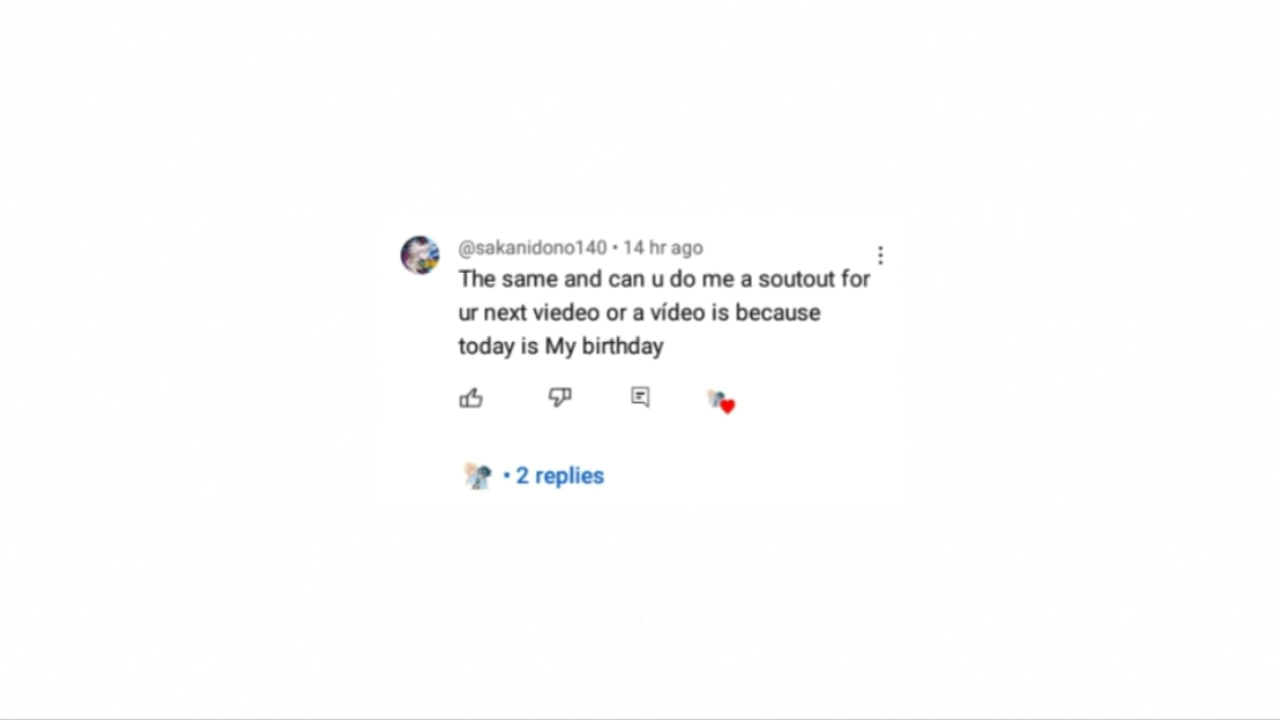 @sakanidono140 • 14 hr ago
The same and can u do me a soutout for
ur next viedeo or a vídeo is because
today is My birthday
• 2 replies